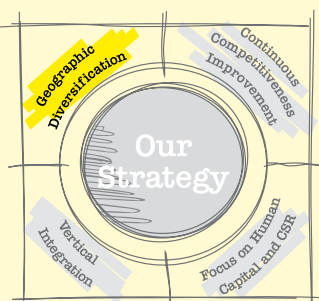 Geographic
Diversification
Continuous
Competitiveness
Improvement
Our
Strategy
Vertical
Integration
Focus on Human
Capital and CSR